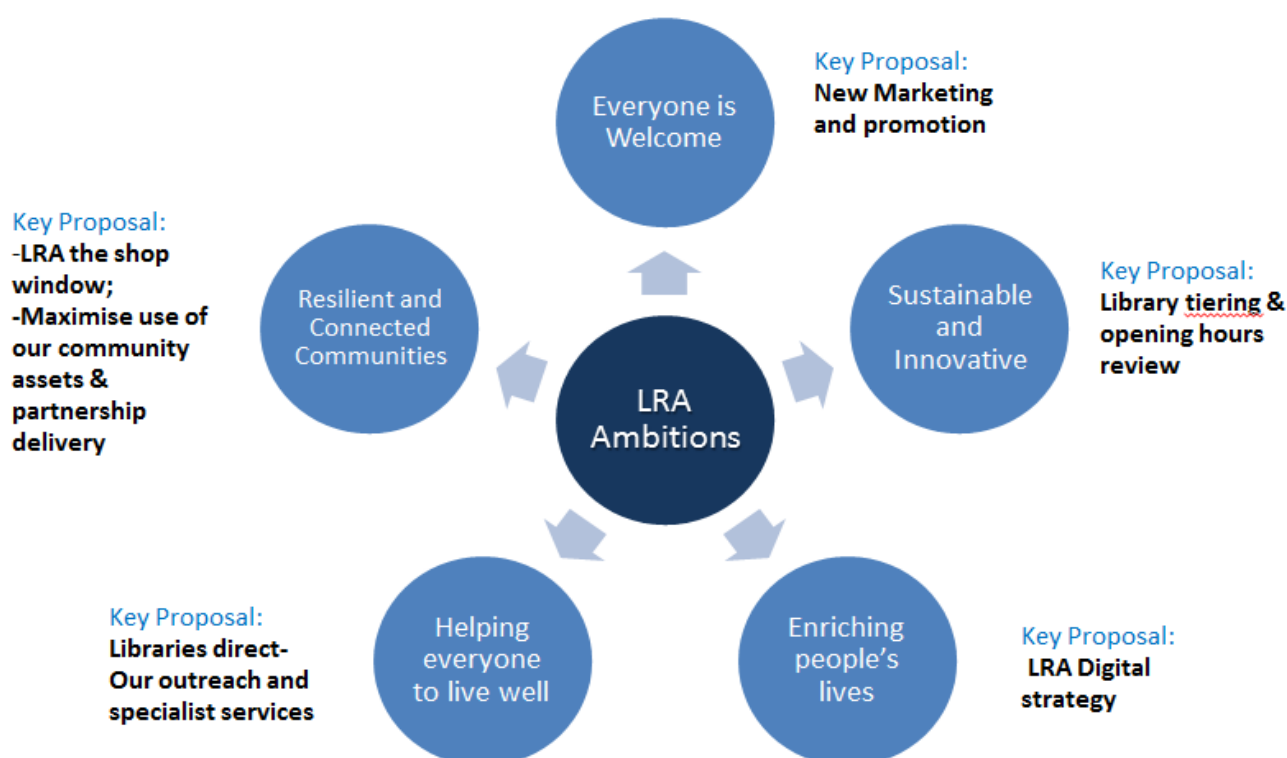 Everyone is
Welcome
Key Proposal:
New Marketing
and promotion
Key Proposal:
-LRA the shop
window;
-Maximise use of
our community
assets &
partnership
delivery
Resilient and
Connected
Communities
Sustainable
and
Innovative
Key Proposal:
Library tiering &
opening hours
review
LRA
Ambitions
Key Proposal:
Libraries direct-
Our outreach and
specialist services
Helping
everyone
to live well
Enriching
people’s
lives
Key Proposal:
LRA Digital
strategy